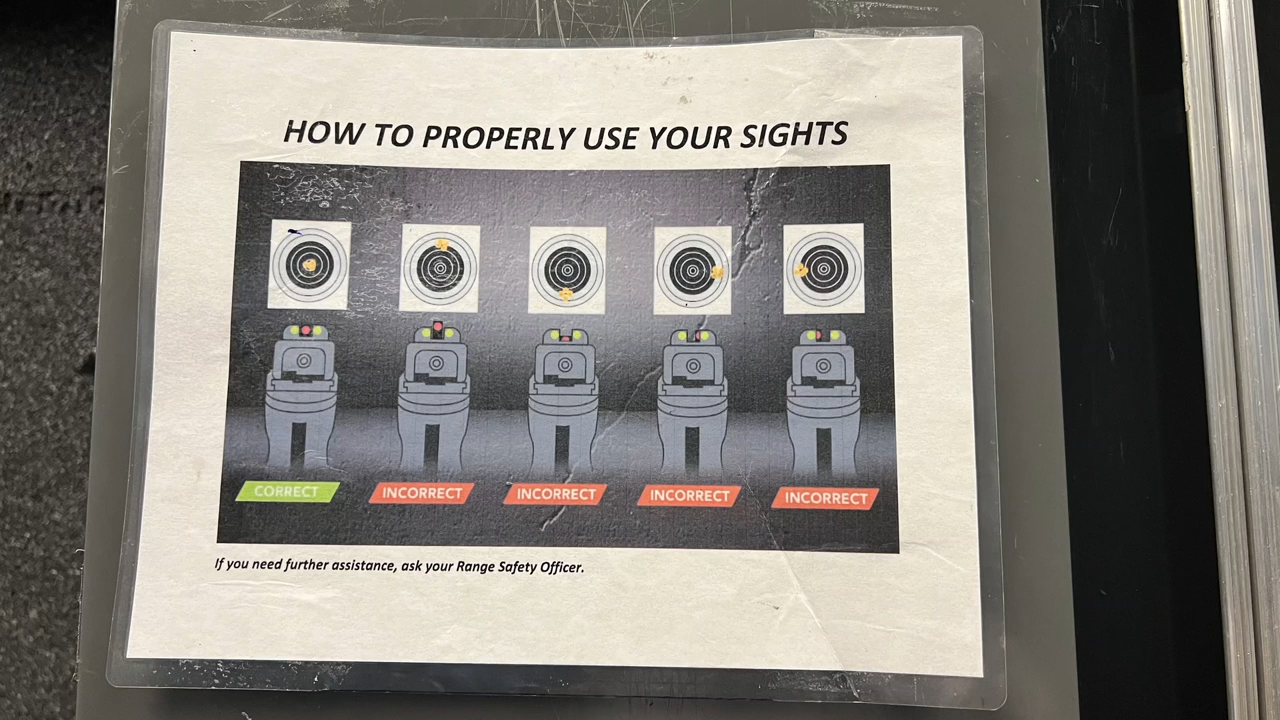 HOW TO PROPERLY USE YOUR SIGHTS
CORRECT INCORRECT INCORRECT INCORRECT INCORRECT
If you need further assistance, ask your Range Safety Officer.